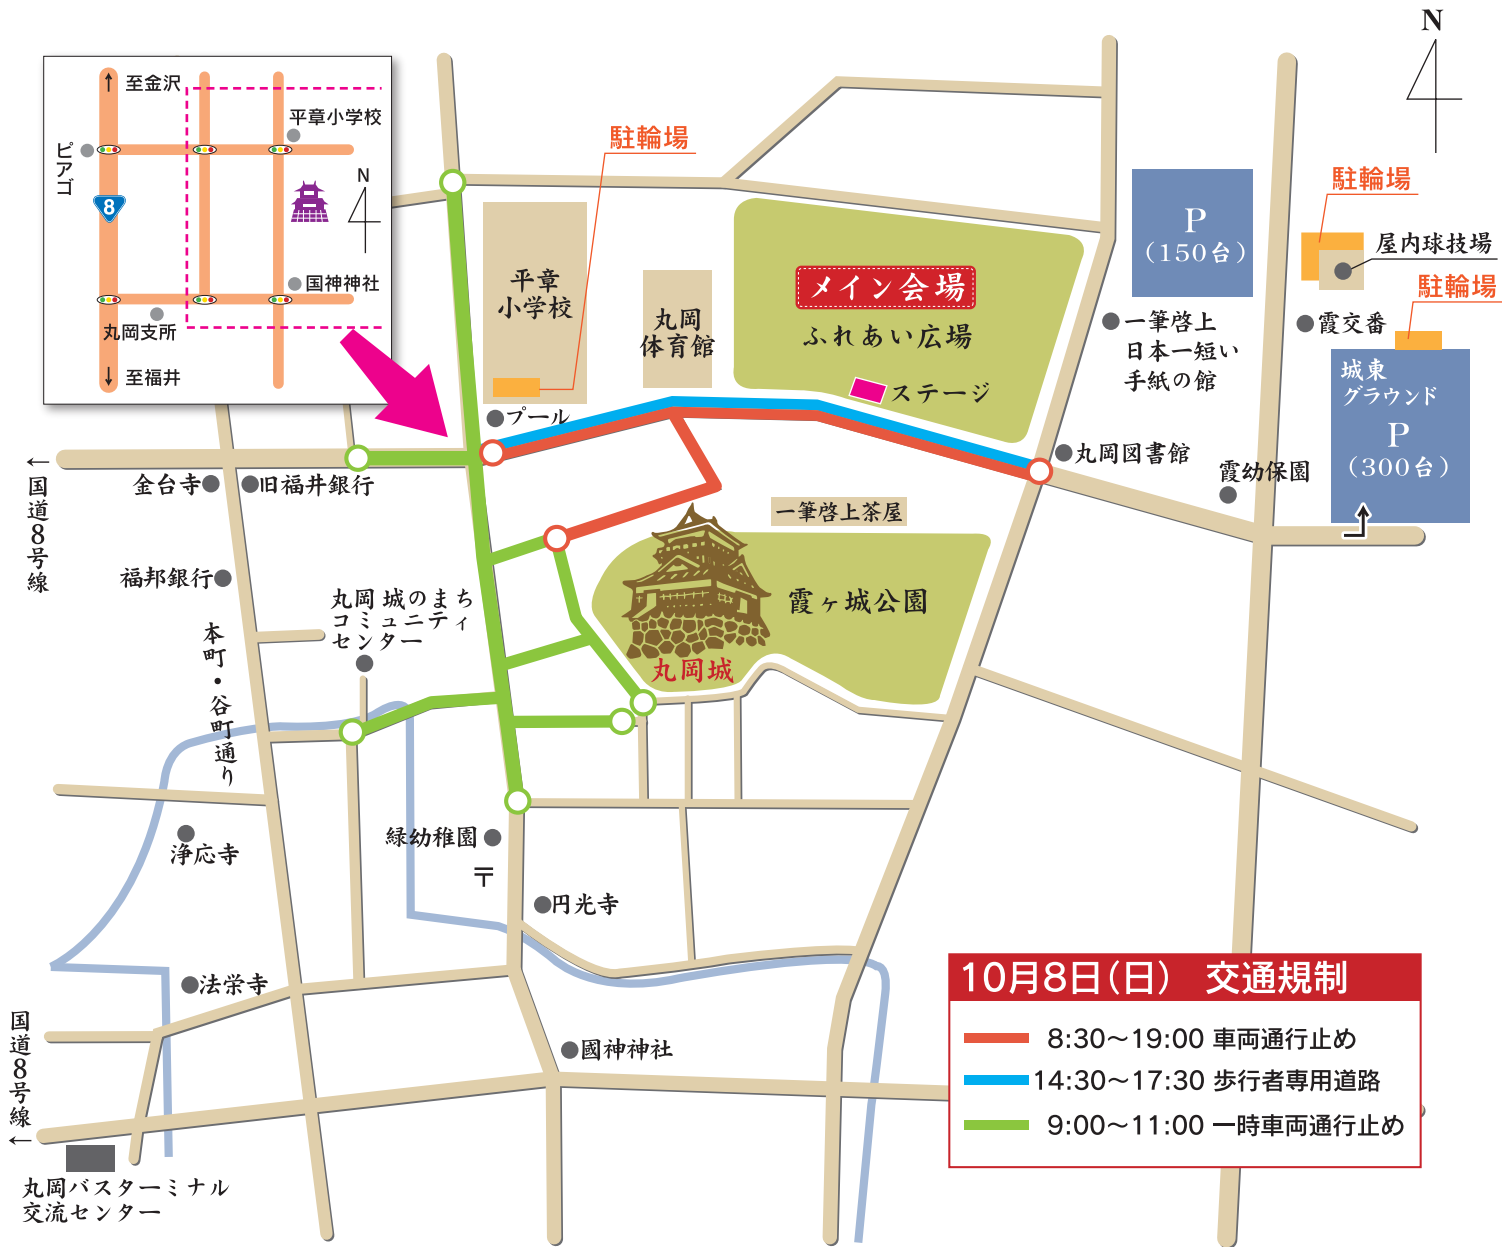 N
至金沢
平章小学校
ピアゴ
N
8
国神神社
丸岡支所
至福井
駐輪場
駐輪場
P
(150台)
屋内球技場
駐輪場
平章
小学校
丸岡
体育館
メイン会場
ふれあい広場
ステージ
一筆啓上
日本一短い
手紙の館
霞交番
城東
グラウンド
P
(300台)
プール
丸岡図書館
霞幼保園
←国道8号線
金台寺
旧福井銀行
一筆啓上茶屋
福邦銀行
丸岡 城のまち
コミュニティ
センター
霞ヶ城公園
丸岡城
本町・谷町通り
浄応寺
緑幼稚園
〒
円光寺
法栄寺
國神神社
国道8号線←
丸岡バスターミナル
交流センター
10月8日(日) 交通規制
8:30〜19:00 車両通行止め
14:30〜17:30 歩行者専用道路
9:00〜11:00 一時車両通行止め